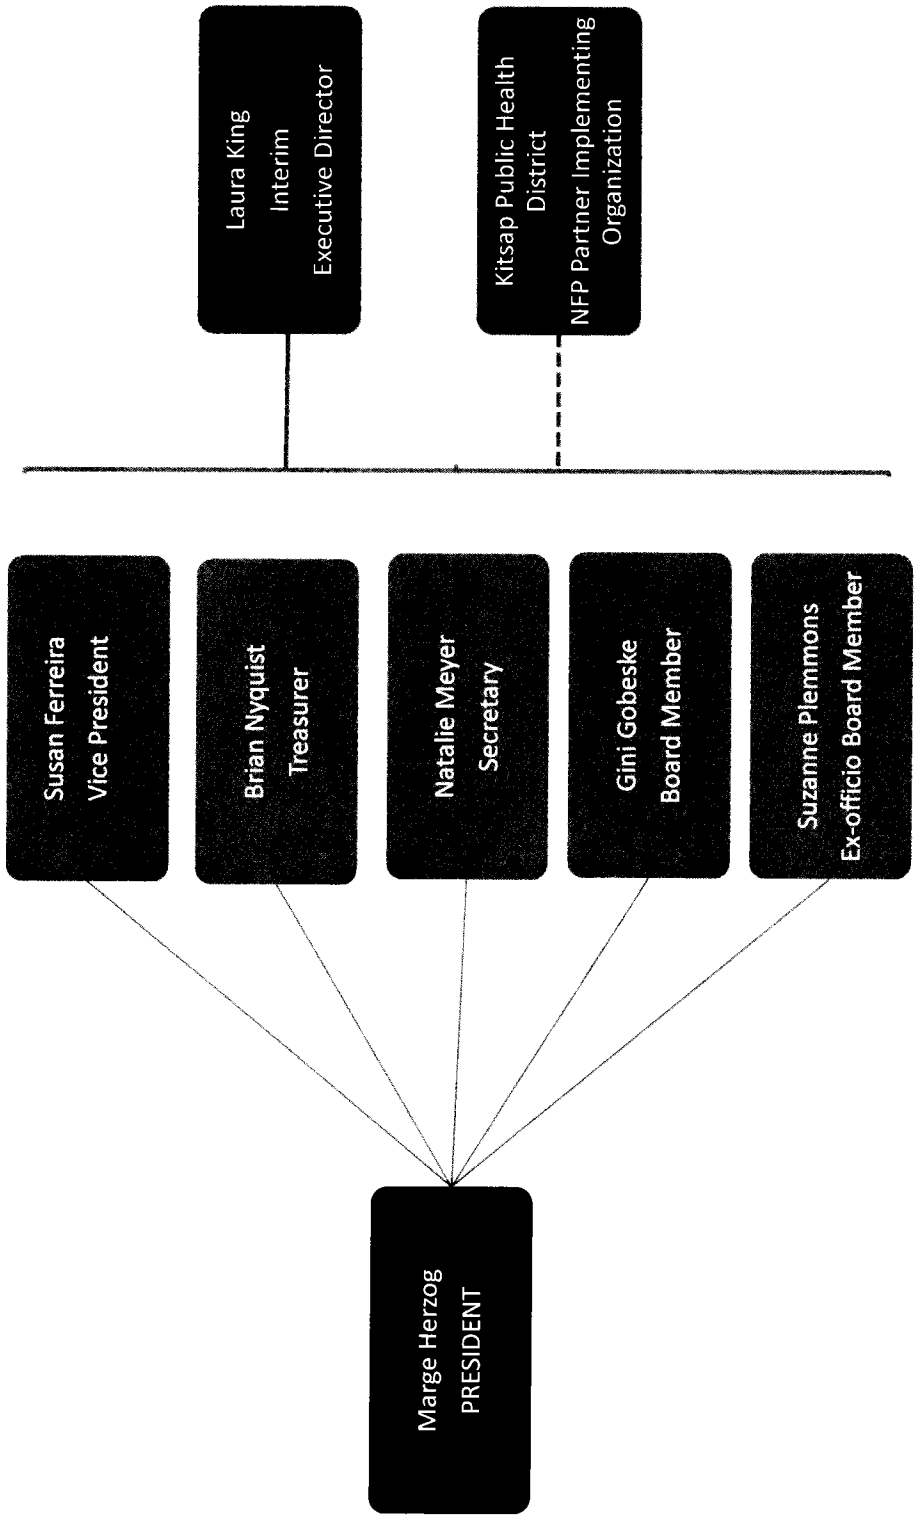 Marge Herzog
PRESIDENT
Susan Ferreira
Vice President
Brian Nyquist
Treasurer
Natalie Meyer
Secretary
Gini Gobeske
Board Member
Suzanne Plemmons
Ex-officio Board Member
Laura King
Interim
Executive Director
Kitsap Public Health
District
NFP Partner Implementing
Organization